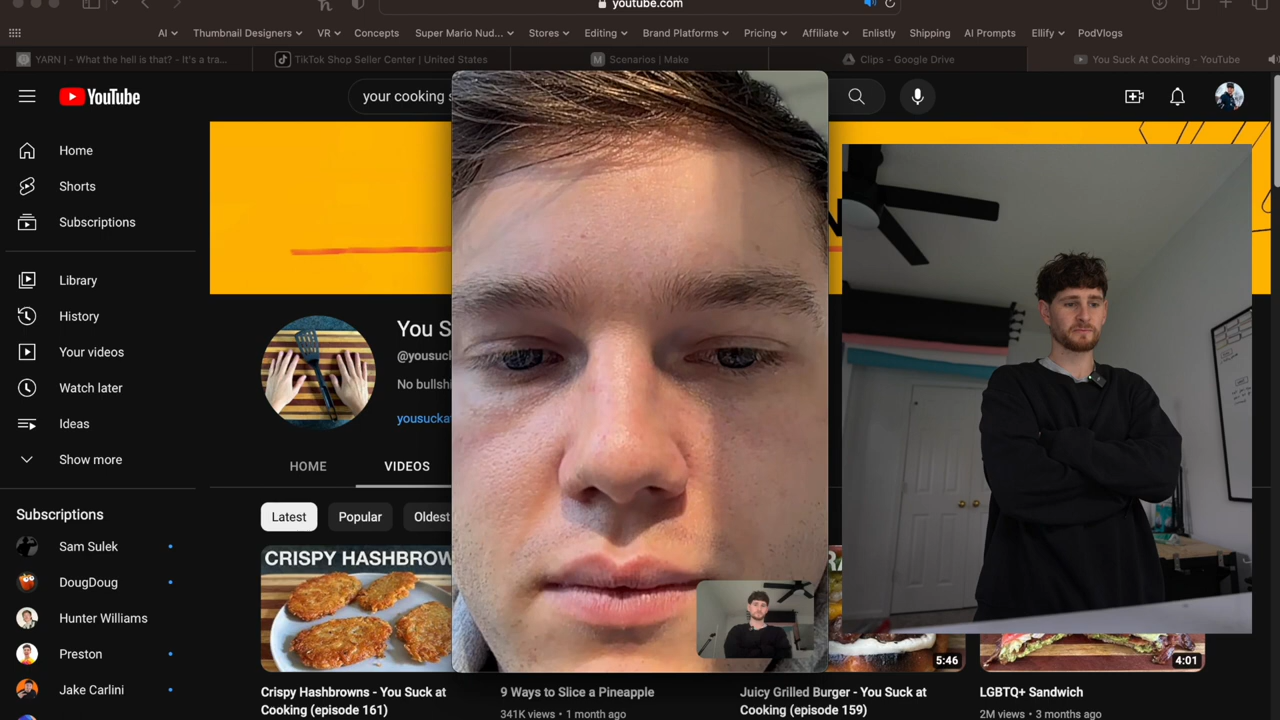 youtube.com
AI
Thumbnail Designers
VR
Concepts
Super Mario Nud...
Stores
Editing
Brand Platforms
Pricing
Affiliate
Enlistly
Shipping
AI Prompts
Ellify
PodVlogs
YARN | - What the hell is that? - It's a tra...
TikTok Shop Seller Center | United States
Scenarios | Make
Clips - Google Drive
You Suck At Cooking - YouTube
YouTube
your cooking s
Home
Shorts
Subscriptions
Library
History
Your videos
Watch later
Ideas
Show more
Subscriptions
Sam Sulek
DougDoug
Hunter Williams
Preston
Jake Carlini
You S
@yousuck
No bullshi
yousuckat
HOME
VIDEOS
Latest
Popular
Oldest
CRISPY HASHBROW
5:46
4:01
Crispy Hashbrowns - You Suck at
Cooking (episode 161)
9 Ways to Slice a Pineapple
341K views • 1 month ago
Juicy Grilled Burger - You Suck at
Cooking (episode 159)
LGBTQ+ Sandwich
2M views • 3 months ago